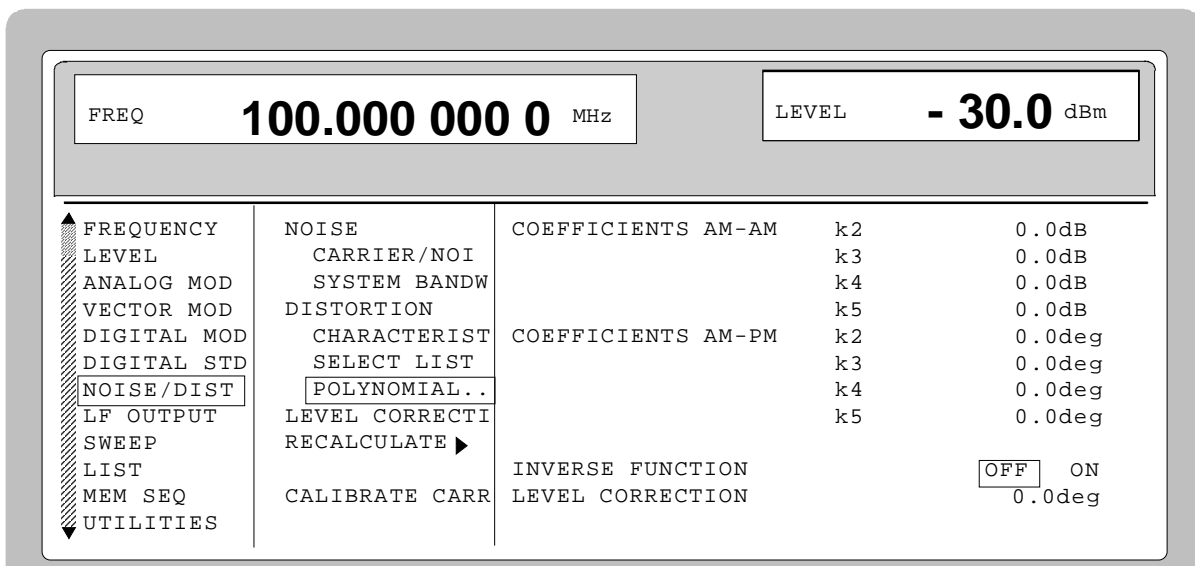 FREQ 100.000 000 0 MHz LEVEL - 30.0 dBm
FREQUENCY NOISE COEFFICIENTS AM-AM k2 0.0dB
LEVEL CARRIER/NOI k3 0.0dB
ANALOG MOD SYSTEM BANDW k4 0.0dB
VECTOR MOD DISTORTION k5 0.0dB
DIGITAL MOD CHARACTERIST COEFFICIENTS AM-PM k2 0.0deg
DIGITAL STD SELECT LIST k3 0.0deg
NOISE/DIST POLYNOMIAL.. k4 0.0deg
LF OUTPUT LEVEL CORRECTI k5 0.0deg
SWEEP RECALCULATE
LIST INVERSE FUNCTION OFF ON
MEM SEQ CALIBRATE CARR LEVEL CORRECTION 0.0deg
UTILITIES